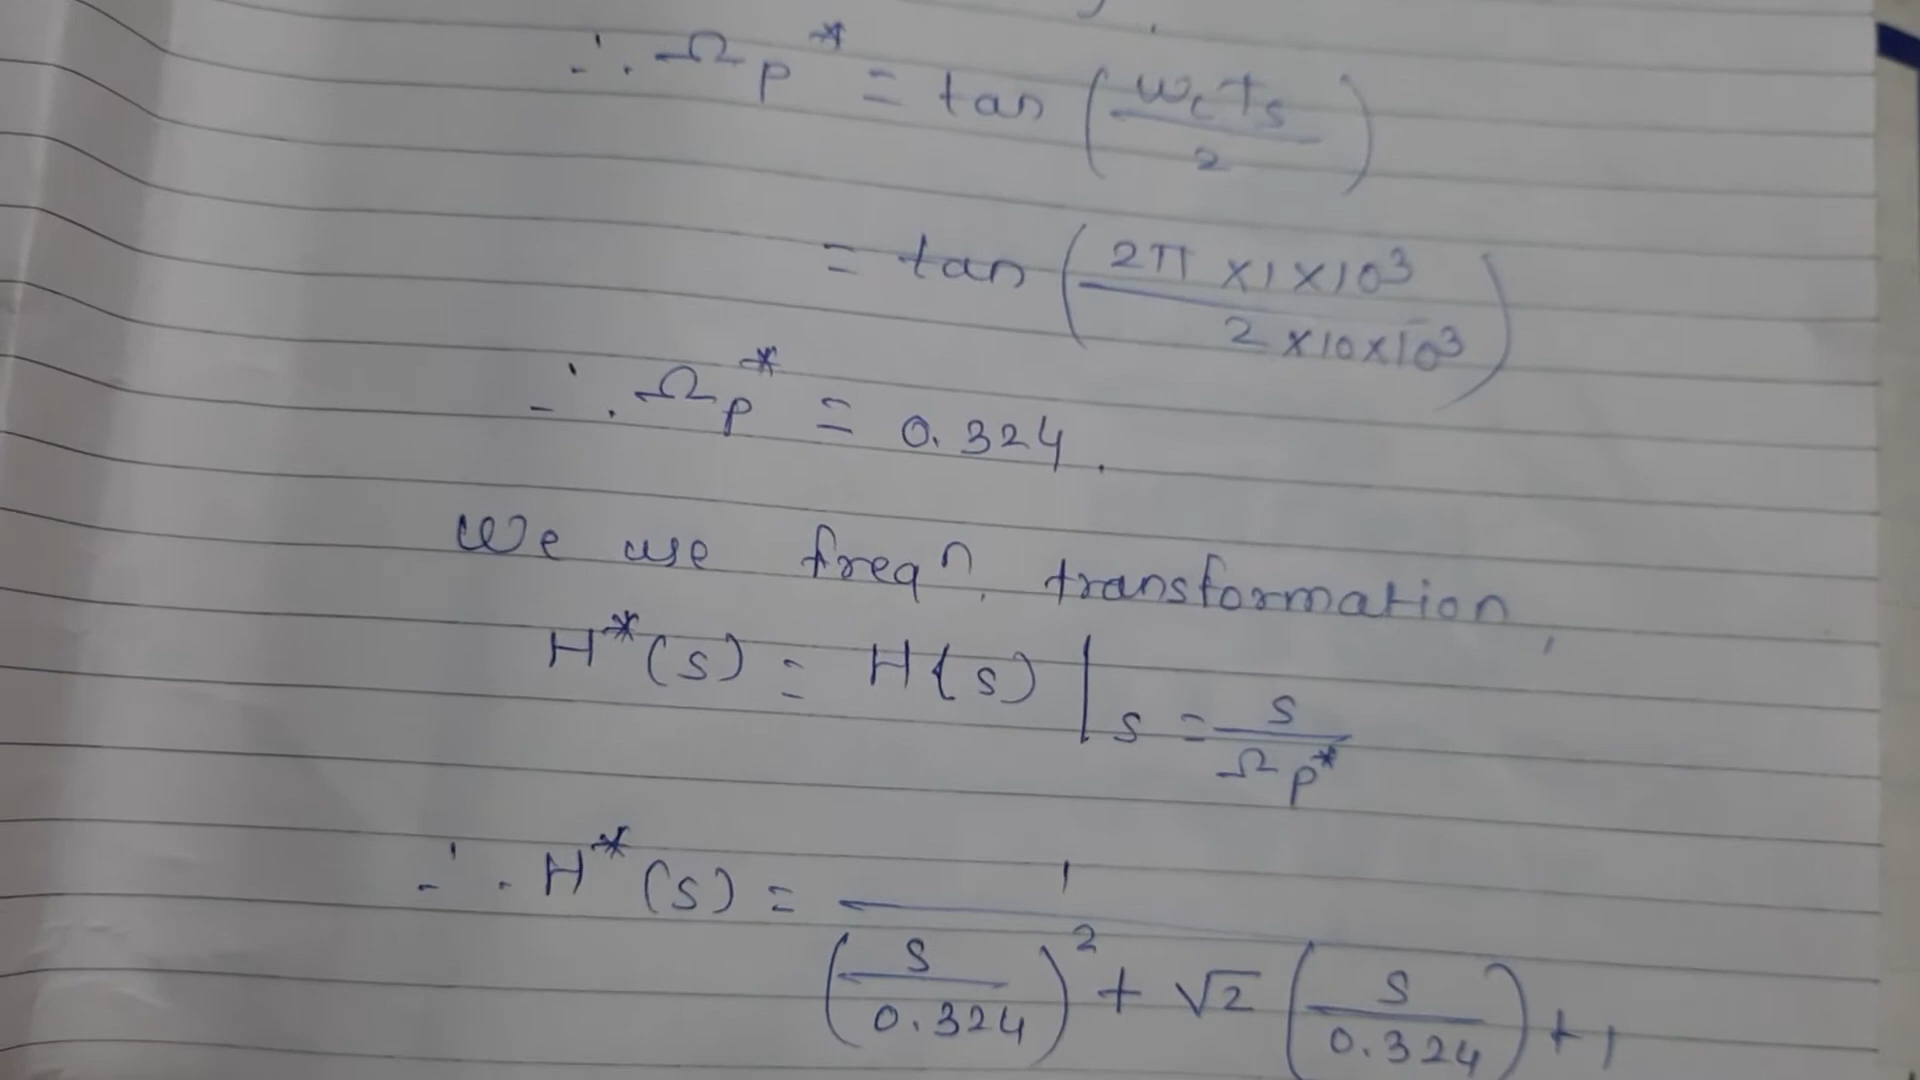 ∴ Ωp* = tan (ωc ts / 2)
= tan (2π × 1 × 10³ / 2 × 10 × 10³)
∴ Ωp* = 0.324.
We use freqⁿ. transformation,
H*(s) = H(s) | s = s / Ωp*
∴ H*(s) = 1 / (s / 0.324)² + √2 (s / 0.324) + 1